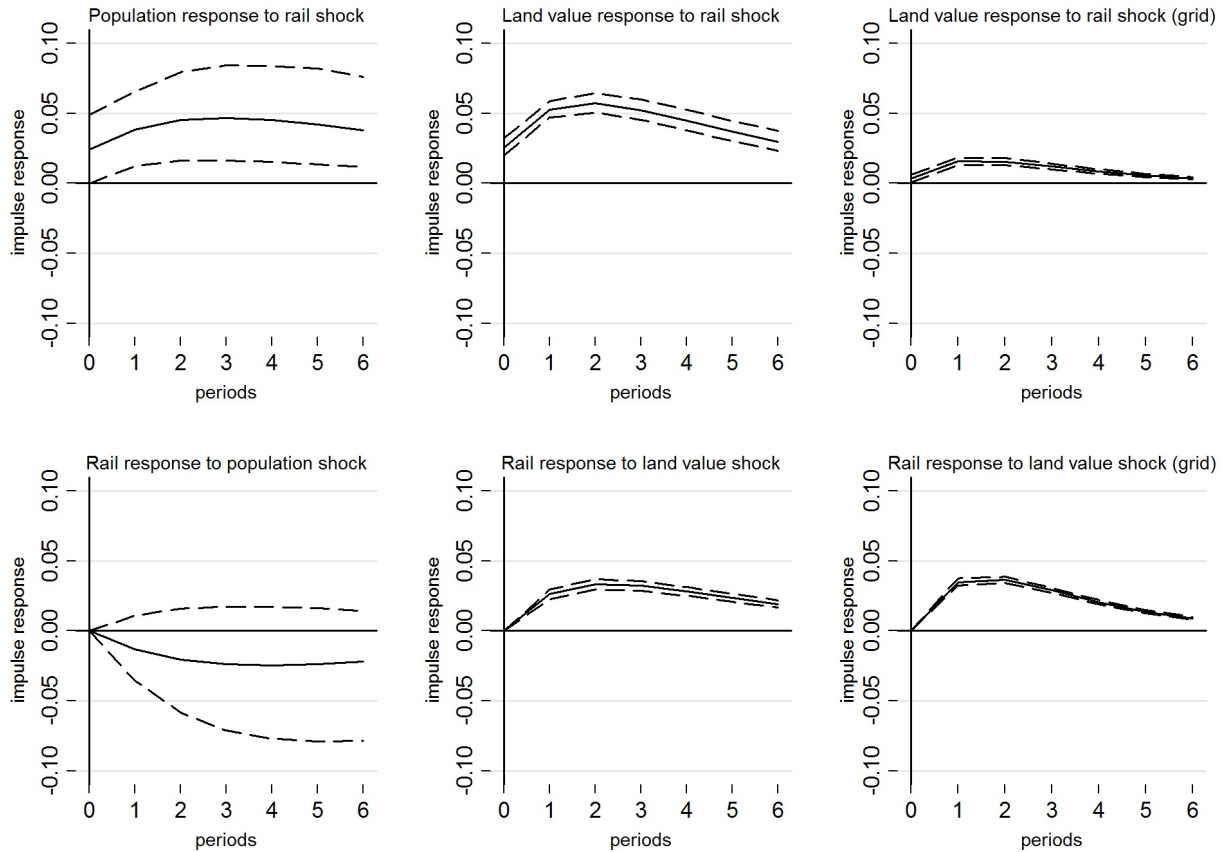 Population response to rail shock
impulse response
0.10
0.05
0.00
-0.05
-0.10
0 1 2 3 4 5 6
periods
Land value response to rail shock
impulse response
0.10
0.05
0.00
-0.05
-0.10
0 1 2 3 4 5 6
periods
Land value response to rail shock (grid)
impulse response
0.10
0.05
0.00
-0.05
-0.10
0 1 2 3 4 5 6
periods
Rail response to population shock
impulse response
0.10
0.05
0.00
-0.05
-0.10
0 1 2 3 4 5 6
periods
Rail response to land value shock
impulse response
0.10
0.05
0.00
-0.05
-0.10
0 1 2 3 4 5 6
periods
Rail response to land value shock (grid)
impulse response
0.10
0.05
0.00
-0.05
-0.10
0 1 2 3 4 5 6
periods